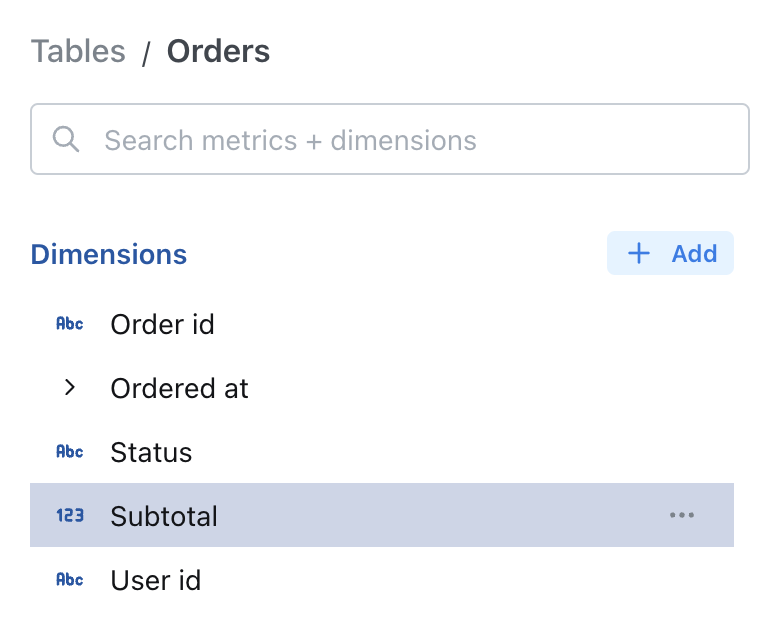 Tables / Orders
Search metrics + dimensions
Dimensions
+ Add
Abc Order id
> Ordered at
Abc Status
123 Subtotal ...
Abc User id